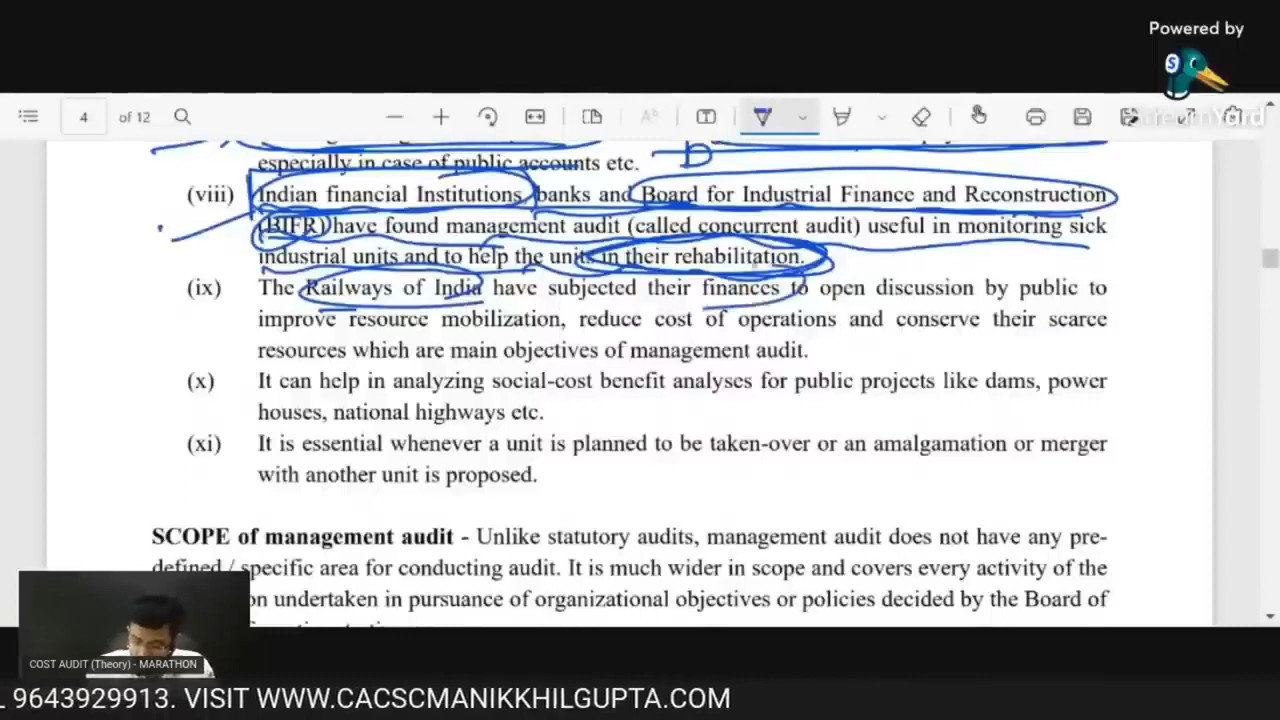 Powered by
S
StreamYard
4 of 12
especially in case of public accounts etc.
D
(viii) Indian financial Institutions, banks and Board for Industrial Finance and Reconstruction
(BIFR) have found management audit (called concurrent audit) useful in monitoring sick
industrial units and to help the units in their rehabilitation.
(ix) The Railways of India have subjected their finances to open discussion by public to
improve resource mobilization, reduce cost of operations and conserve their scarce
resources which are main objectives of management audit.
(x) It can help in analyzing social-cost benefit analyses for public projects like dams, power
houses, national highways etc.
(xi) It is essential whenever a unit is planned to be taken-over or an amalgamation or merger
with another unit is proposed.
SCOPE of management audit - Unlike statutory audits, management audit does not have any pre-
defined / specific area for conducting audit. It is much wider in scope and covers every activity of the
on undertaken in pursuance of organizational objectives or policies decided by the Board of
COST AUDIT (Theory) - MARATHON
L 9643929913. VISIT WWW.CACSCMANIKKHILGUPTA.COM